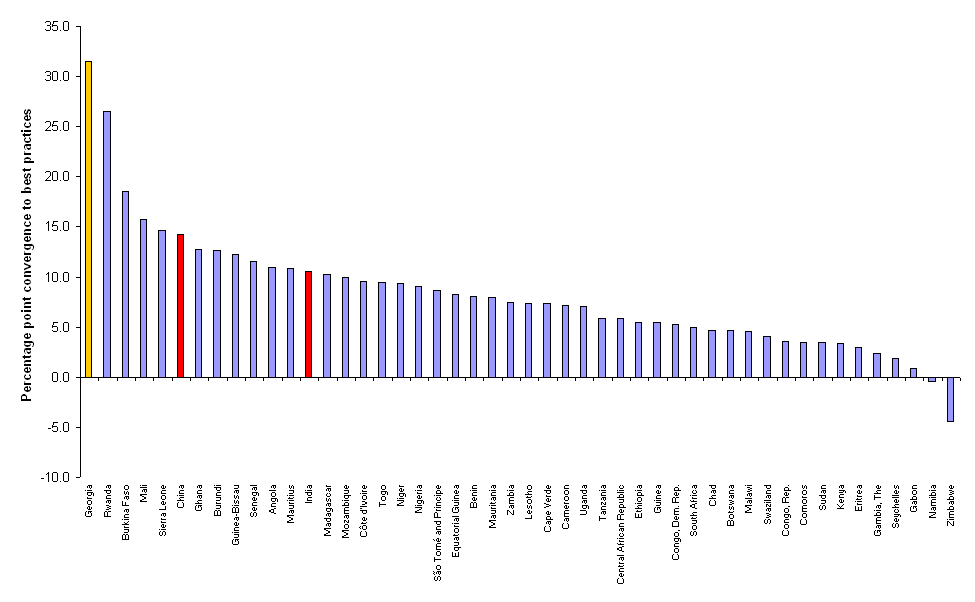 35.0
30.0
25.0
20.0
15.0
10.0
5.0
0.0
-5.0
-10.0
Percentage point convergence to best practices
Georgia
Rwanda
Burkina Faso
Mali
Sierra Leone
China
Ghana
Burundi
Guinea-Bissau
Senegal
Angola
Mauritius
India
Madagascar
Mozambique
Côte d'Ivoire
Togo
Niger
Nigeria
São Tomé and Principe
Equatorial Guinea
Benin
Mauritania
Zambia
Lesotho
Cape Verde
Cameroon
Uganda
Tanzania
Central African Republic
Ethiopia
Guinea
Congo, Dem. Rep.
South Africa
Chad
Botswana
Malawi
Swaziland
Congo, Rep.
Comoros
Sudan
Kenya
Eritrea
Gambia, The
Seychelles
Gabon
Namibia
Zimbabwe